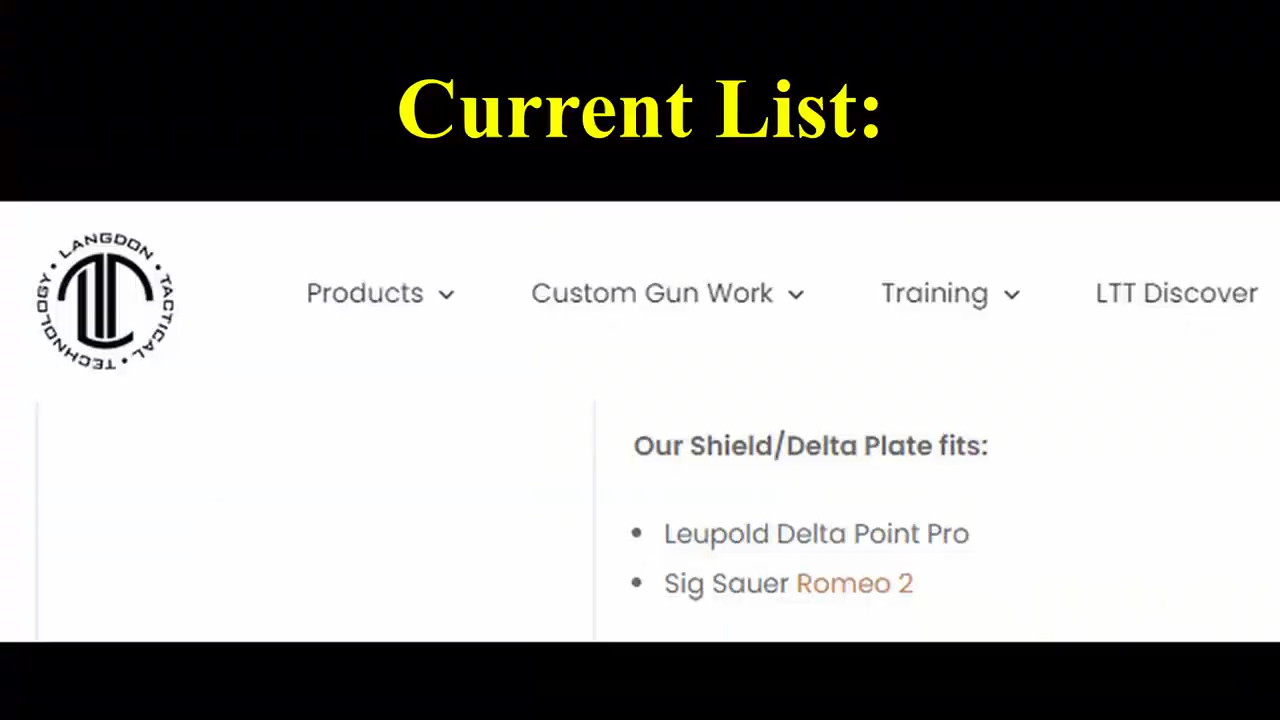 Current List:
LANGDON • TACTICAL • TECHNOLOGY •
Products
Custom Gun Work
Training
LTT Discover
Our Shield/Delta Plate fits:
• Leupold Delta Point Pro
• Sig Sauer Romeo 2